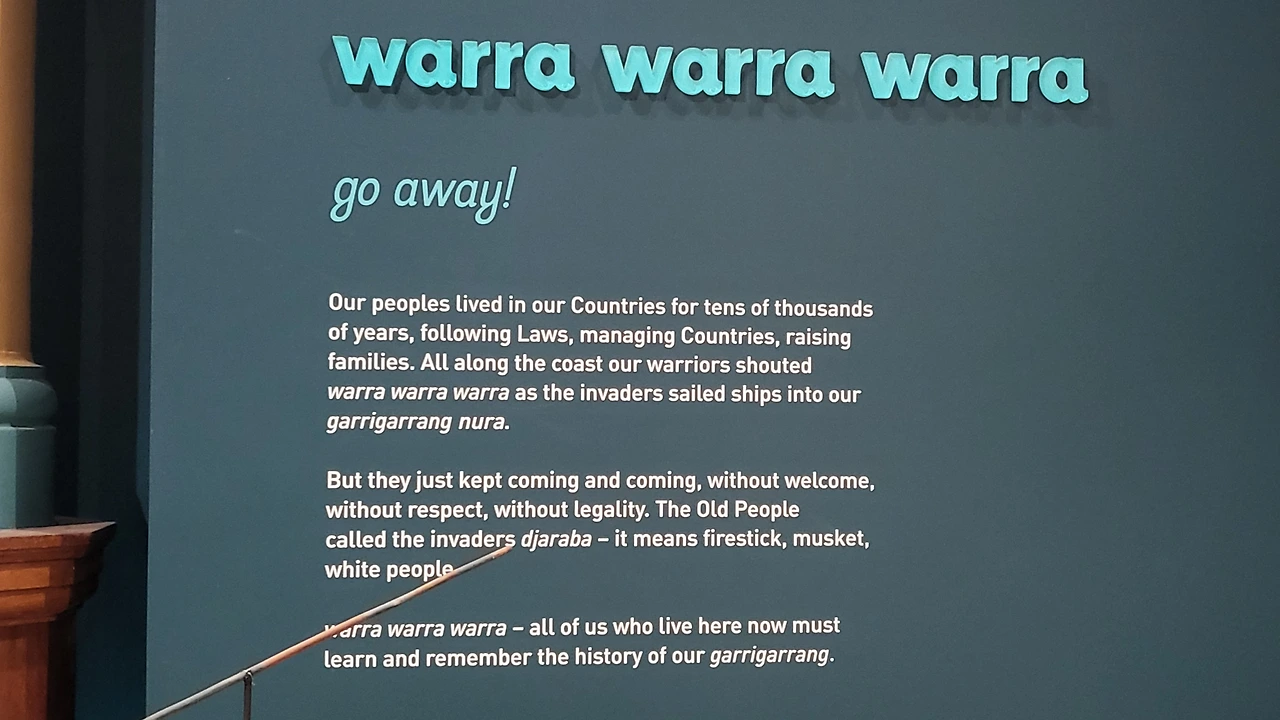 warra warra warra
go away!
Our peoples lived in our Countries for tens of thousands
of years, following Laws, managing Countries, raising
families. All along the coast our warriors shouted
warra warra warra as the invaders sailed ships into our
garrigarrang nura.
But they just kept coming and coming, without welcome,
without respect, without legality. The Old People
called the invaders djaraba – it means firestick, musket,
white people
warra warra warra – all of us who live here now must
learn and remember the history of our garrigarrang.